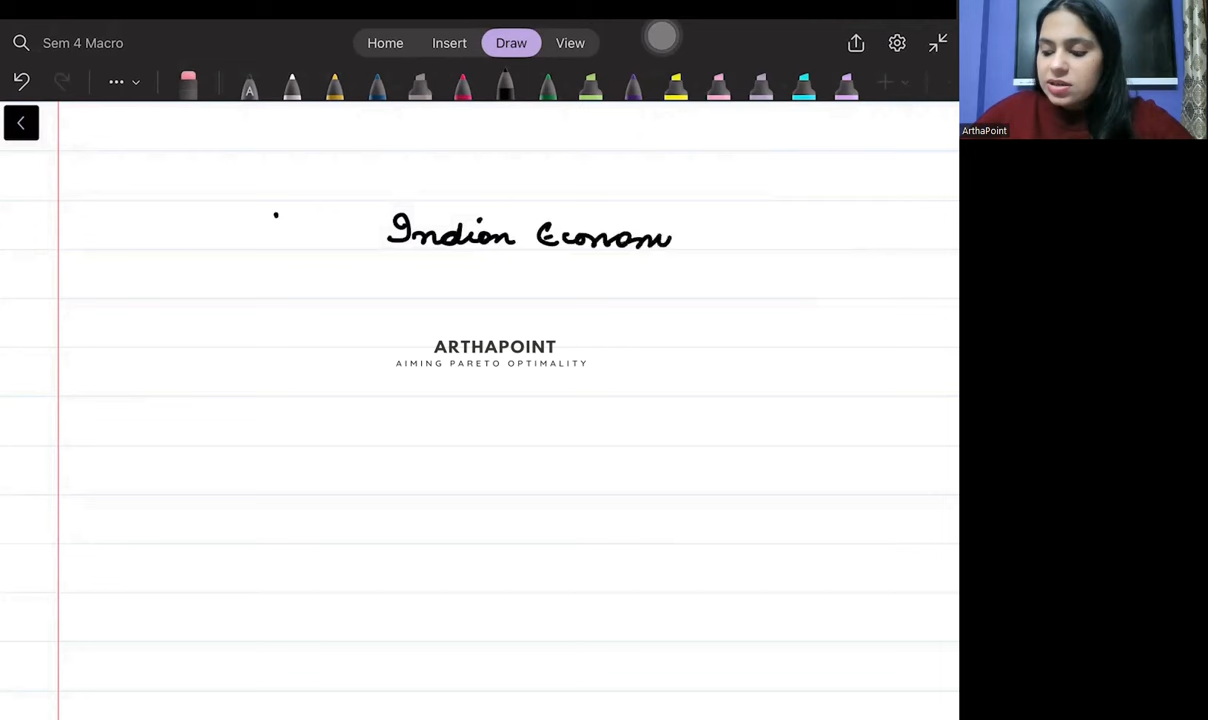 Sem 4 Macro
Home Insert Draw View
A
ArthaPoint
Indian Econom
ARTHAPOINT
AIMING PARETO OPTIMALITY